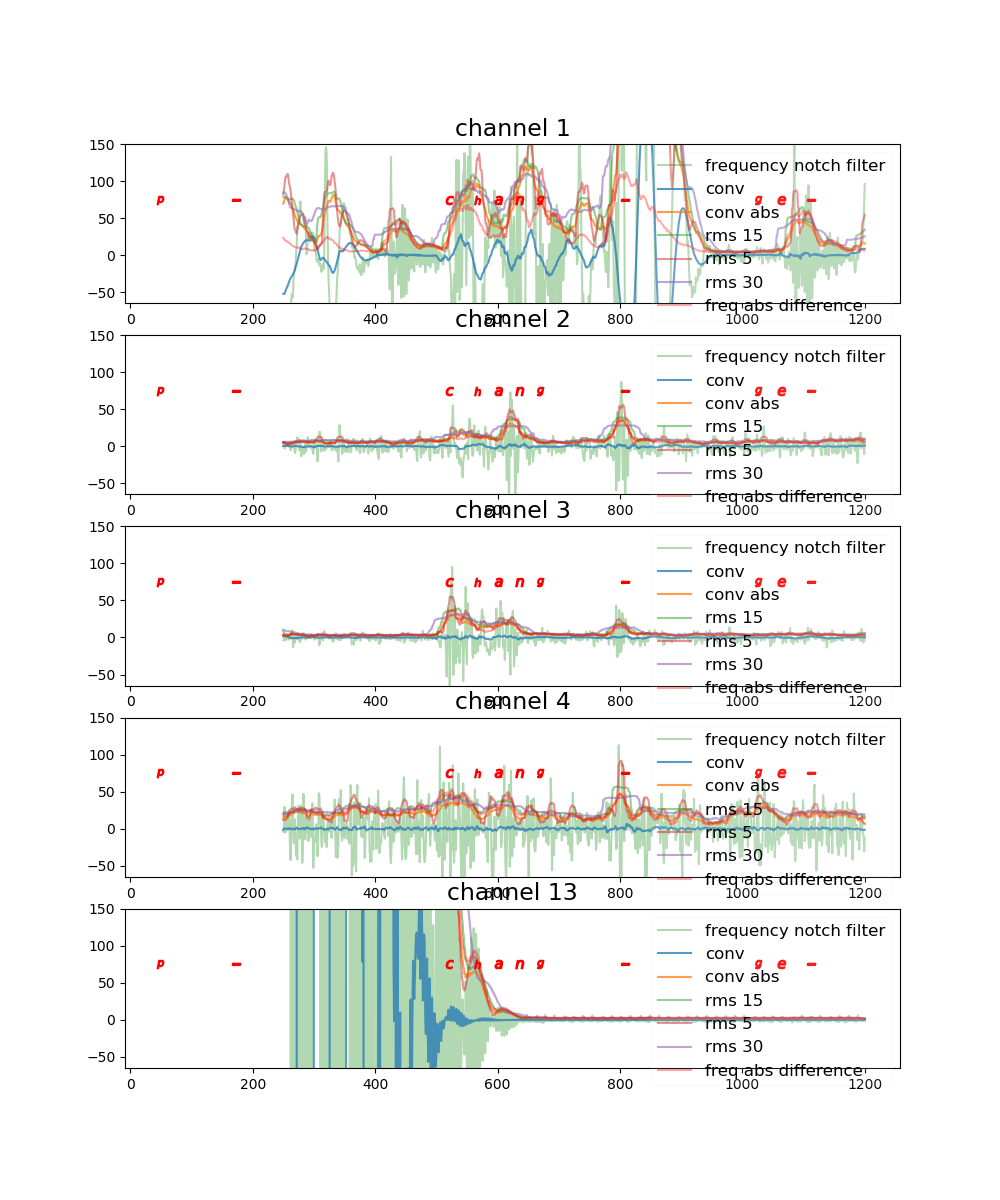 channel 1
150
100
50
0
−50
p - c h a n g - g e -
frequency notch filter
conv
conv abs
rms 15
rms 5
rms 30
freq abs difference
0 200 400 600 800 1000 1200
channel 2
150
100
50
0
−50
p - c h a n g - g e -
frequency notch filter
conv
conv abs
rms 15
rms 5
rms 30
freq abs difference
0 200 400 600 800 1000 1200
channel 3
150
100
50
0
−50
p - c h a n g - g e -
frequency notch filter
conv
conv abs
rms 15
rms 5
rms 30
freq abs difference
0 200 400 600 800 1000 1200
channel 4
150
100
50
0
−50
p - c h a n g - g e -
frequency notch filter
conv
conv abs
rms 15
rms 5
rms 30
freq abs difference
0 200 400 600 800 1000 1200
channel 13
150
100
50
0
−50
p - c h a n g - g e -
frequency notch filter
conv
conv abs
rms 15
rms 5
rms 30
freq abs difference
0 200 400 600 800 1000 1200